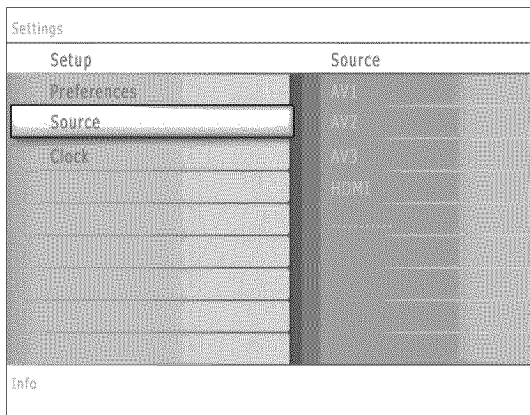 Settings
Setup
Source
Preferences
Source
Clock
AV1
AV2
AV3
HDMI
............
Info